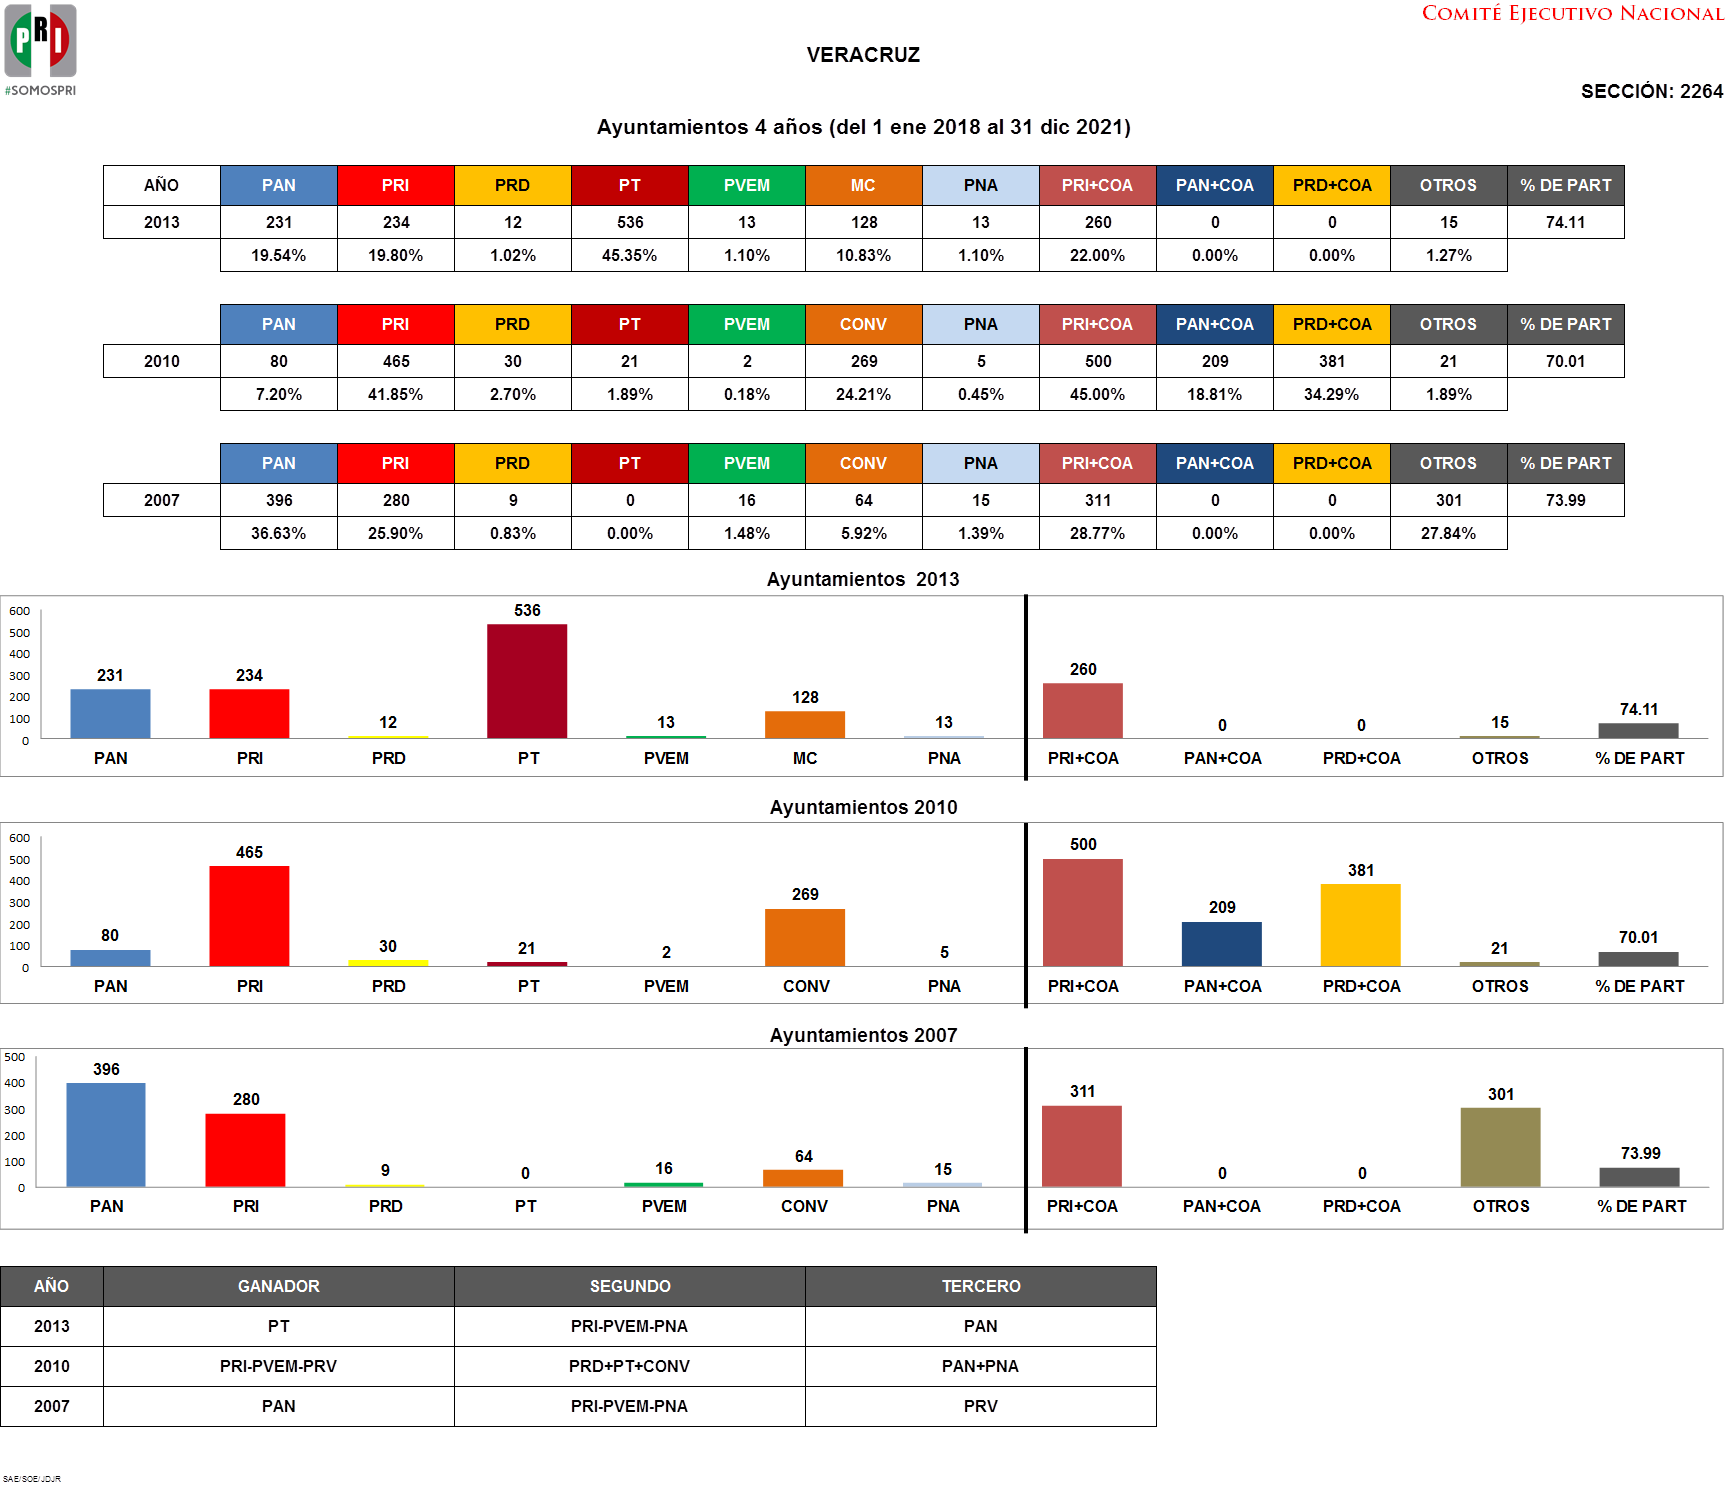 PRI
#SOMOSPRI
COMITÉ EJECUTIVO NACIONAL
VERACRUZ
SECCIÓN: 2264
Ayuntamientos 4 años (del 1 ene 2018 al 31 dic 2021)
AÑO PAN PRI PRD PT PVEM MC PNA PRI+COA PAN+COA PRD+COA OTROS % DE PART
2013 231 234 12 536 13 128 13 260 0 0 15 74.11
19.54% 19.80% 1.02% 45.35% 1.10% 10.83% 1.10% 22.00% 0.00% 0.00% 1.27%
PAN PRI PRD PT PVEM CONV PNA PRI+COA PAN+COA PRD+COA OTROS % DE PART
2010 80 465 30 21 2 269 5 500 209 381 21 70.01
7.20% 41.85% 2.70% 1.89% 0.18% 24.21% 0.45% 45.00% 18.81% 34.29% 1.89%
PAN PRI PRD PT PVEM CONV PNA PRI+COA PAN+COA PRD+COA OTROS % DE PART
2007 396 280 9 0 16 64 15 311 0 0 301 73.99
36.63% 25.90% 0.83% 0.00% 1.48% 5.92% 1.39% 28.77% 0.00% 0.00% 27.84%
Ayuntamientos 2013
600
500
400
300
200
100
0
231 234 12 536 13 128 13 260 0 0 15 74.11
PAN PRI PRD PT PVEM MC PNA PRI+COA PAN+COA PRD+COA OTROS % DE PART
Ayuntamientos 2010
600
500
400
300
200
100
0
80 465 30 21 2 269 5 500 209 381 21 70.01
PAN PRI PRD PT PVEM CONV PNA PRI+COA PAN+COA PRD+COA OTROS % DE PART
Ayuntamientos 2007
500
400
300
200
100
0
396 280 9 0 16 64 15 311 0 0 301 73.99
PAN PRI PRD PT PVEM CONV PNA PRI+COA PAN+COA PRD+COA OTROS % DE PART
AÑO GANADOR SEGUNDO TERCERO
2013 PT PRI-PVEM-PNA PAN
2010 PRI-PVEM-PRV PRD+PT+CONV PAN+PNA
2007 PAN PRI-PVEM-PNA PRV
SAE/SOE/JDJR